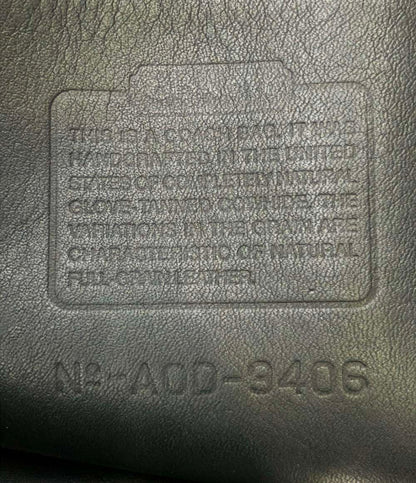 THIS IS A COACH BAG. IT WAS
HANDCRAFTED IN THE UNITED
STATES OF COMPLETELY NATURAL
GLOVE TANNED COWHIDE. THE
VARIATIONS IN THE GRAIN ARE
CHARACTERISTIC OF NATURAL
FULL GRAIN LEATHER.
Nº-AOD-3406